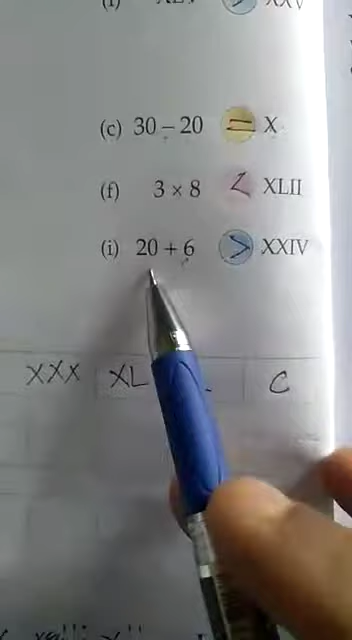 (c) 30 – 20 = X
(f) 3 × 8 < XLII
(i) 20 + 6 > XXIV
XXX XL C